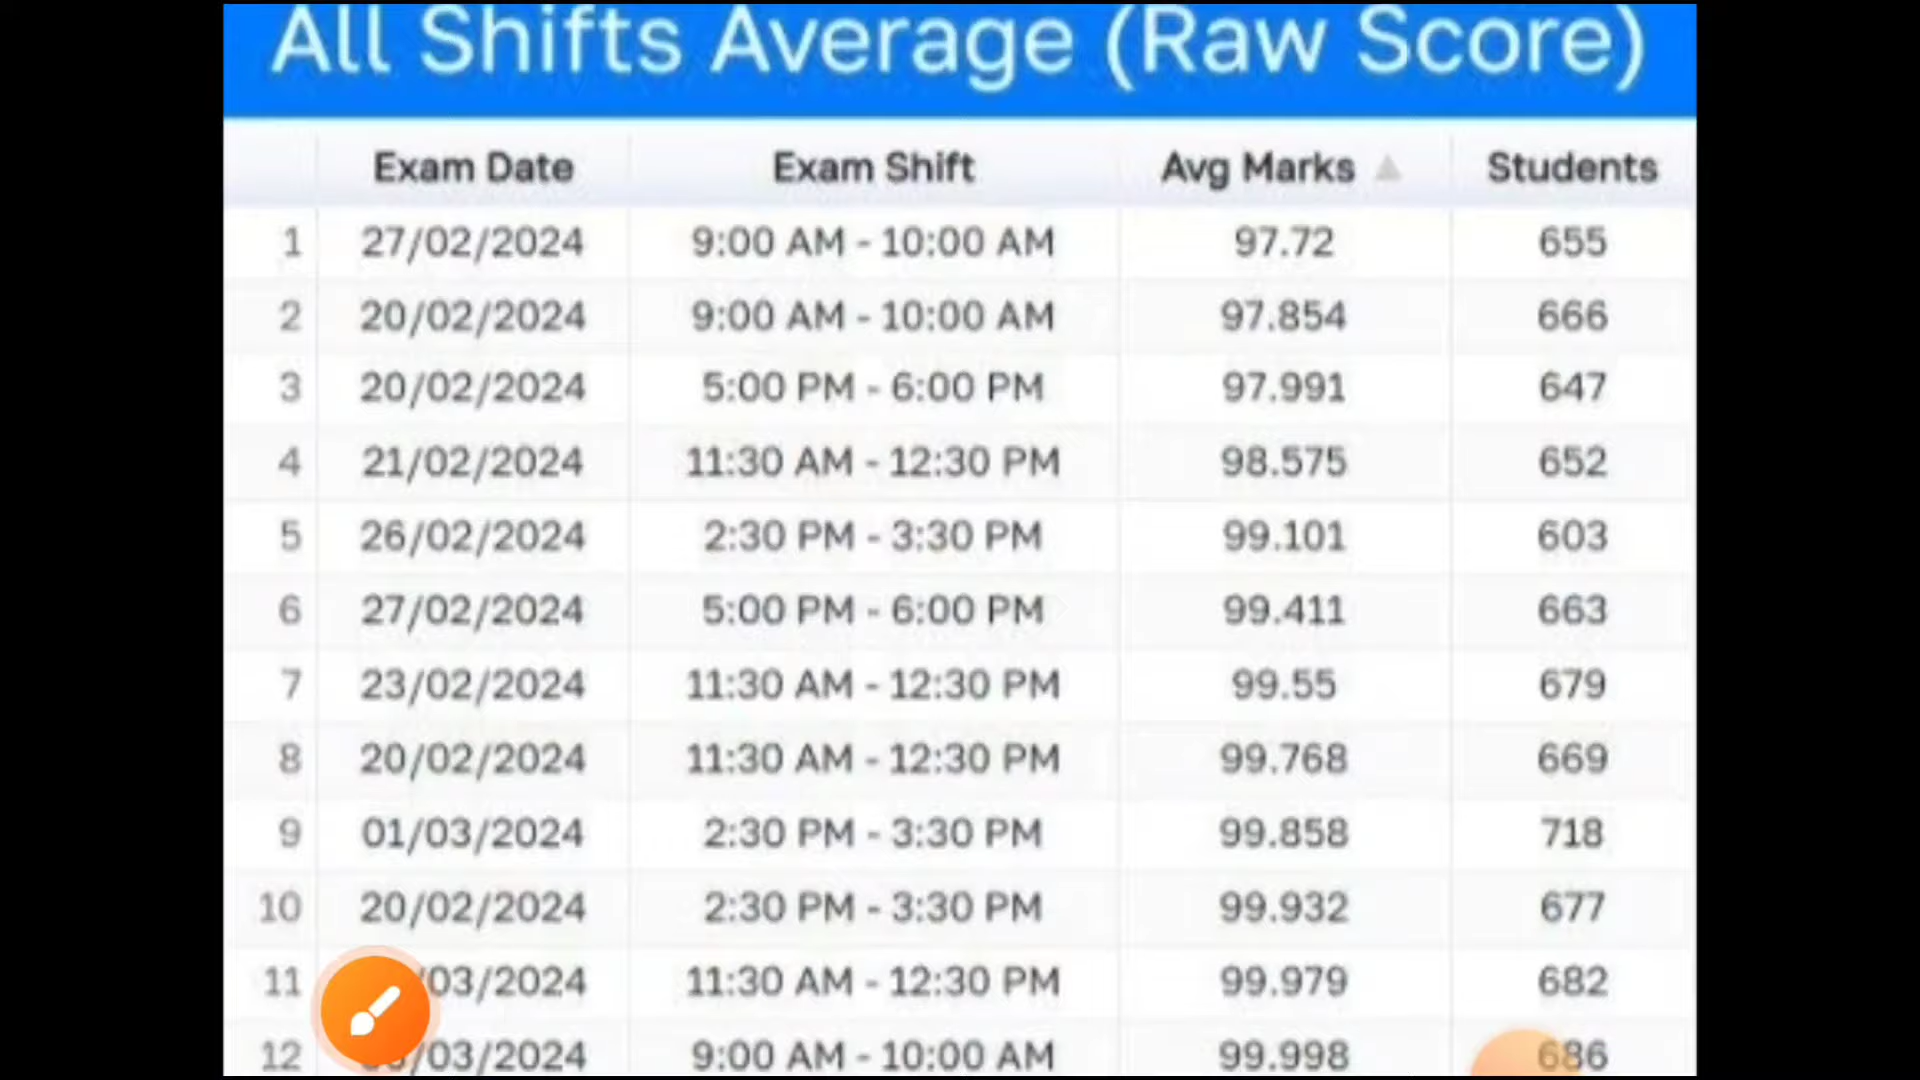 All Shifts Average (Raw Score)
Exam Date Exam Shift Avg Marks Students
1 27/02/2024 9:00 AM - 10:00 AM 97.72 655
2 20/02/2024 9:00 AM - 10:00 AM 97.854 666
3 20/02/2024 5:00 PM - 6:00 PM 97.991 647
4 21/02/2024 11:30 AM - 12:30 PM 98.575 652
5 26/02/2024 2:30 PM - 3:30 PM 99.101 603
6 27/02/2024 5:00 PM - 6:00 PM 99.411 663
7 23/02/2024 11:30 AM - 12:30 PM 99.55 679
8 20/02/2024 11:30 AM - 12:30 PM 99.768 669
9 01/03/2024 2:30 PM - 3:30 PM 99.858 718
10 20/02/2024 2:30 PM - 3:30 PM 99.932 677
11 /03/2024 11:30 AM - 12:30 PM 99.979 682
12 /03/2024 9:00 AM - 10:00 AM 99.998 686